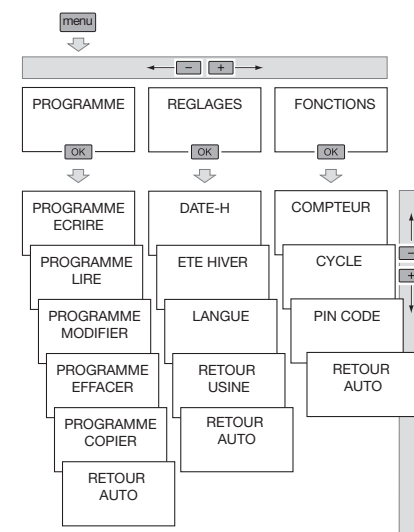 menu
− +
PROGRAMME
OK
REGLAGES
OK
FONCTIONS
OK
PROGRAMME
ECRIRE
PROGRAMME
LIRE
PROGRAMME
MODIFIER
PROGRAMME
EFFACER
PROGRAMME
COPIER
RETOUR
AUTO
DATE-H
ETE HIVER
LANGUE
RETOUR
USINE
RETOUR
AUTO
COMPTEUR
CYCLE
PIN CODE
RETOUR
AUTO
−
+